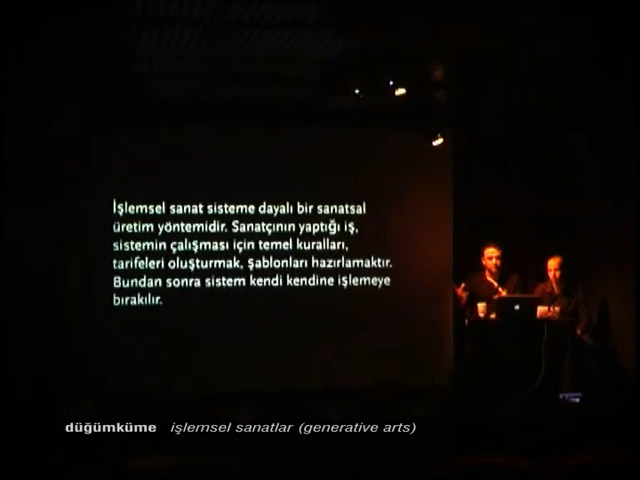 İşlemsel sanat sisteme dayalı bir sanatsal
üretim yöntemidir. Sanatçının yaptığı iş,
sistemin çalışması için temel kuralları,
tarifeleri oluşturmak, şablonları hazırlamaktır.
Bundan sonra sistem kendi kendine işlemeye
bırakılır.
düğümküme işlemsel sanatlar (generative arts)